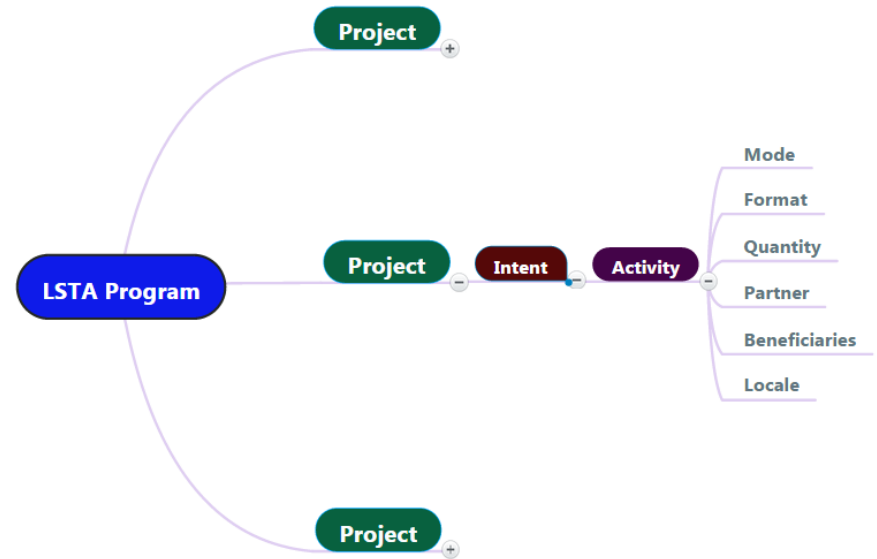 Project
Mode
Format
Quantity
LSTA Program
Project
Intent
Activity
Partner
Beneficiaries
Locale
Project